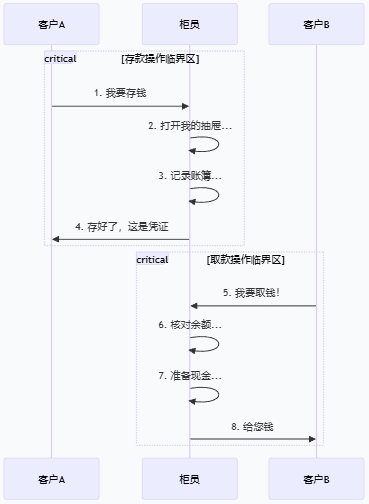 客户A
柜员
客户B
critical
[存款操作临界区]
1. 我要存钱
2. 打开我的抽屉...
3. 记录账簿...
4. 存好了，这是凭证
critical
[取款操作临界区]
5. 我要取钱！
6. 核对余额...
7. 准备现金...
8. 给您钱
客户A
柜员
客户B